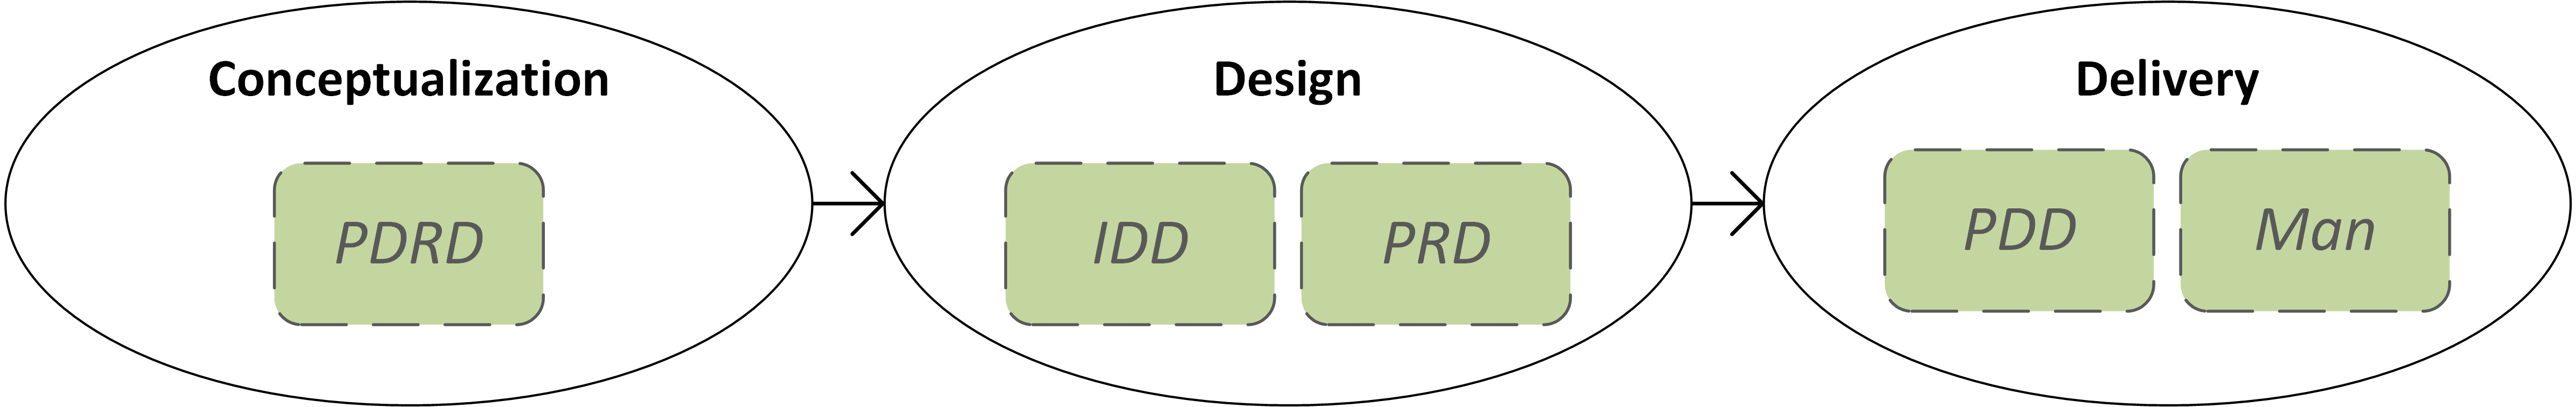 Conceptualization
PDRD
Design
IDD
PRD
Delivery
PDD
Man